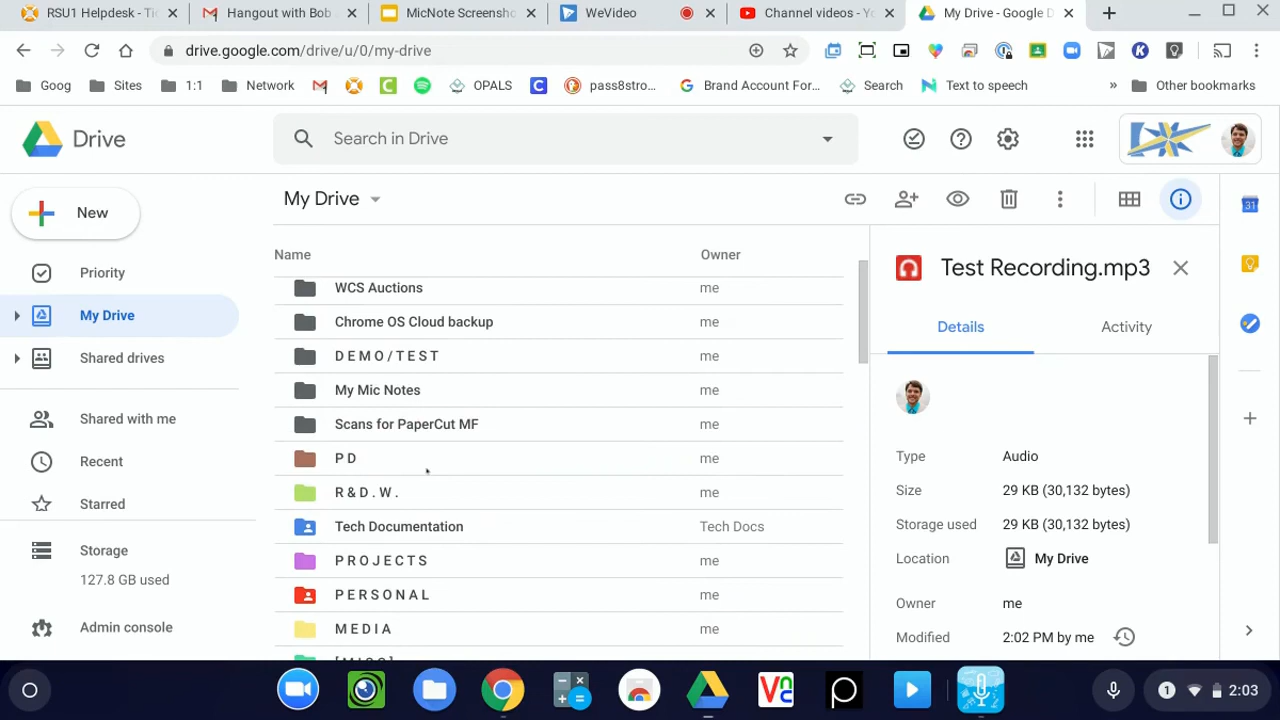 RSU1 Helpdesk - Tic
Hangout with Bob
MicNote Screensho
WeVideo
Channel videos - Yo
My Drive - Google D
drive.google.com/drive/u/0/my-drive
Goog
Sites
1:1
Network
OPALS
pass8stro...
Brand Account For...
Search
Text to speech
»
Other bookmarks
Drive
Search in Drive
New
My Drive
Priority
My Drive
Shared drives
Shared with me
Recent
Starred
Storage
127.8 GB used
Admin console
Name Owner
WCS Auctions me
Chrome OS Cloud backup me
D E M O / T E S T me
My Mic Notes me
Scans for PaperCut MF me
P D me
R & D . W . me
Tech Documentation Tech Docs
P R O J E C T S me
P E R S O N A L me
M E D I A me
Test Recording.mp3
Details Activity
Type Audio
Size 29 KB (30,132 bytes)
Storage used 29 KB (30,132 bytes)
Location My Drive
Owner me
Modified 2:02 PM by me
31
1 2:03